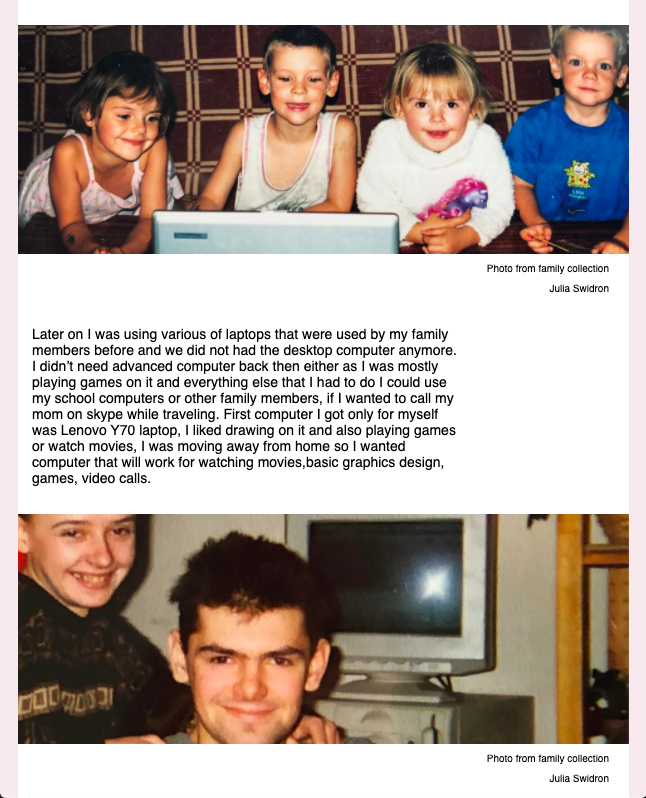 Photo from family collection
Julia Swidron
Later on I was using various of laptops that were used by my family
members before and we did not had the desktop computer anymore.
I didn't need advanced computer back then either as I was mostly
playing games on it and everything else that I had to do I could use
my school computers or other family members, if I wanted to call my
mom on skype while traveling. First computer I got only for myself
was Lenovo Y70 laptop, I liked drawing on it and also playing games
or watch movies, I was moving away from home so I wanted
computer that will work for watching movies,basic graphics design,
games, video calls.
Photo from family collection
Julia Swidron